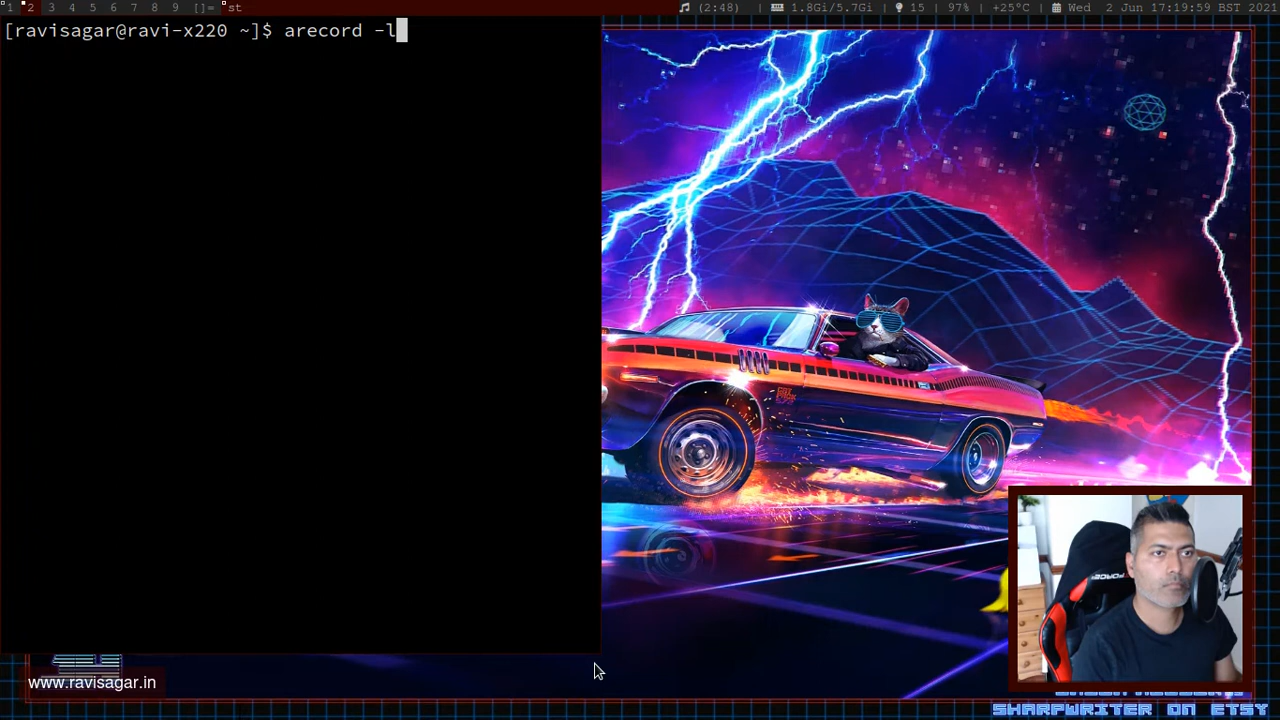 1 2 3 4 5 6 7 8 9 []= st (2:48) | 1.8Gi/5.7Gi | 15 | 97% | +25°C | Wed 2 Jun 17:19:59 BST 2021
[ravisagar@ravi-x220 ~]$ arecord -l
www.ravisagar.in
SHARPWRITER ON ETSY